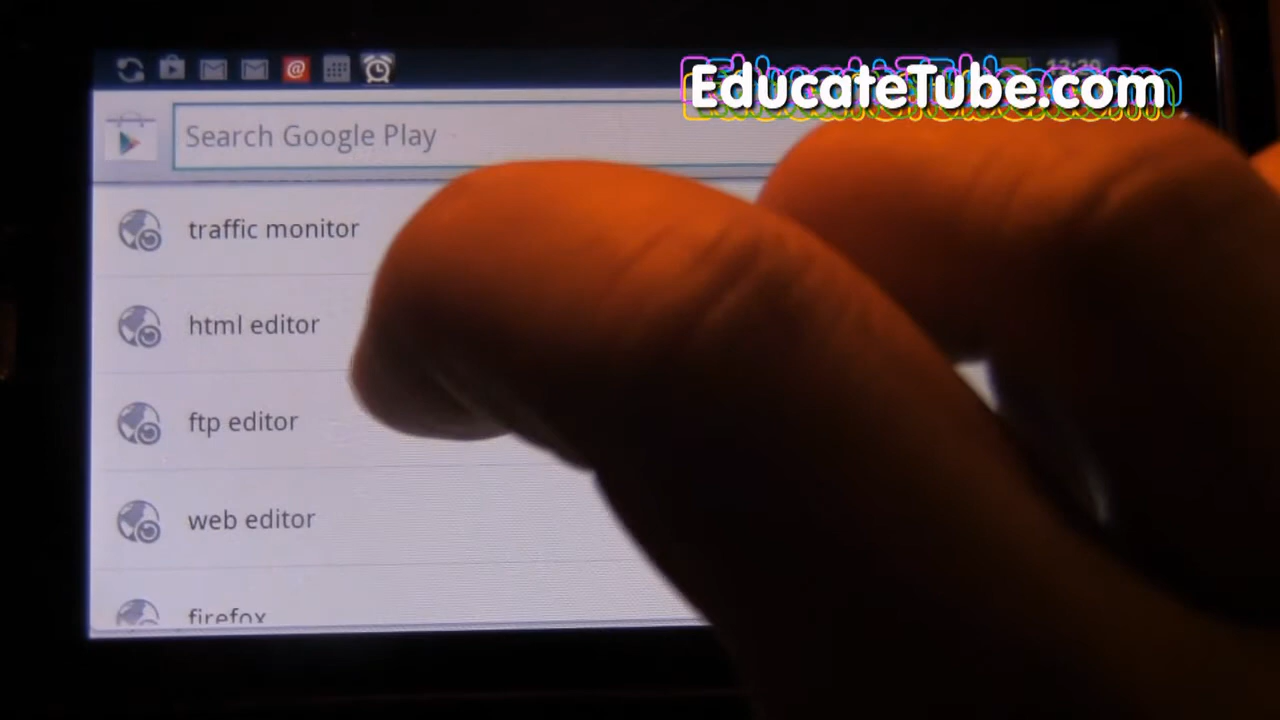 EducateTube.com
Search Google Play
traffic monitor
html editor
ftp editor
web editor
firefox